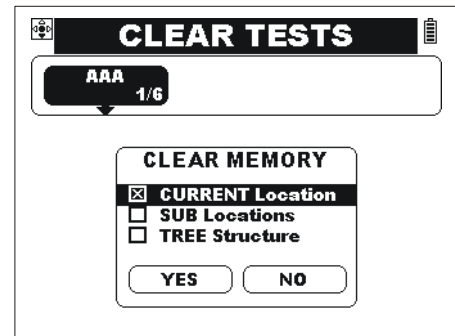 CLEAR TESTS
AAA
1/6
CLEAR MEMORY
CURRENT Location
SUB Locations
TREE Structure
YES NO